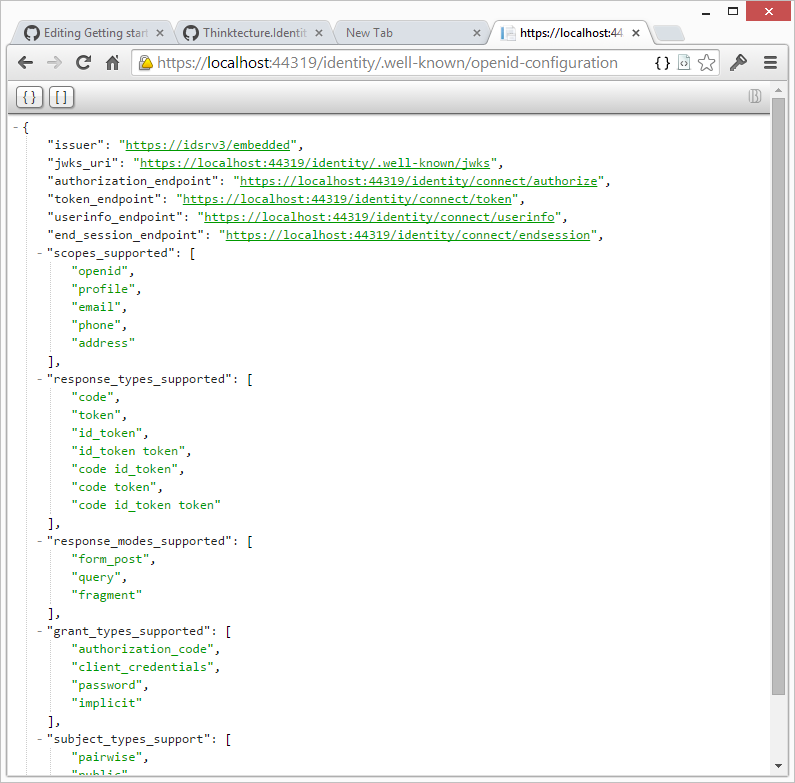 Editing Getting start
Thinktecture.Identit
New Tab
https://localhost:44
https://localhost:44319/identity/.well-known/openid-configuration
{}
[]
{
"issuer": "https://idsrv3/embedded",
"jwks_uri": "https://localhost:44319/identity/.well-known/jwks",
"authorization_endpoint": "https://localhost:44319/identity/connect/authorize",
"token_endpoint": "https://localhost:44319/identity/connect/token",
"userinfo_endpoint": "https://localhost:44319/identity/connect/userinfo",
"end_session_endpoint": "https://localhost:44319/identity/connect/endsession",
"scopes_supported": [
"openid",
"profile",
"email",
"phone",
"address"
],
"response_types_supported": [
"code",
"token",
"id_token",
"id_token token",
"code id_token",
"code token",
"code id_token token"
],
"response_modes_supported": [
"form_post",
"query",
"fragment"
],
"grant_types_supported": [
"authorization_code",
"client_credentials",
"password",
"implicit"
],
"subject_types_support": [
"pairwise",
"public"